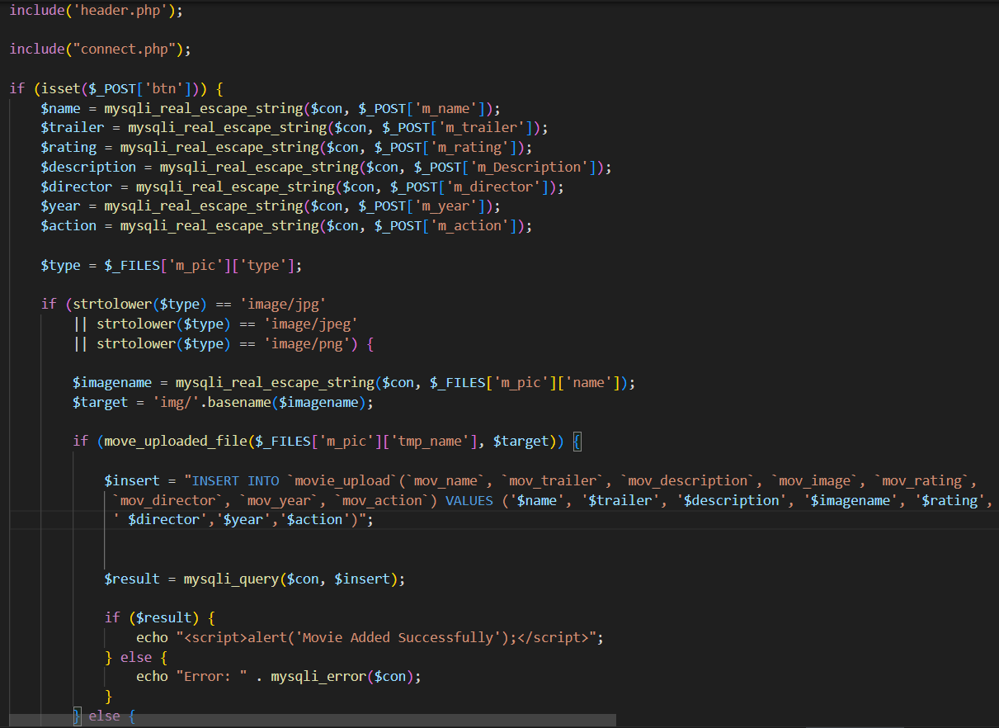 include('header.php');
include("connect.php");
if (isset($_POST['btn'])) {
$name = mysqli_real_escape_string($con, $_POST['m_name']);
$trailer = mysqli_real_escape_string($con, $_POST['m_trailer']);
$rating = mysqli_real_escape_string($con, $_POST['m_rating']);
$description = mysqli_real_escape_string($con, $_POST['m_Description']);
$director = mysqli_real_escape_string($con, $_POST['m_director']);
$year = mysqli_real_escape_string($con, $_POST['m_year']);
$action = mysqli_real_escape_string($con, $_POST['m_action']);
$type = $_FILES['m_pic']['type'];
if (strtolower($type) == 'image/jpg'
|| strtolower($type) == 'image/jpeg'
|| strtolower($type) == 'image/png') {
$imagename = mysqli_real_escape_string($con, $_FILES['m_pic']['name']);
$target = 'img/'.basename($imagename);
if (move_uploaded_file($_FILES['m_pic']['tmp_name'], $target)) {
$insert = "INSERT INTO `movie_upload`(`mov_name`, `mov_trailer`, `mov_description`, `mov_image`, `mov_rating`,
`mov_director`, `mov_year`, `mov_action`) VALUES ('$name', '$trailer', '$description', '$imagename', '$rating',
' $director','$year','$action')";
$result = mysqli_query($con, $insert);
if ($result) {
echo "<script>alert('Movie Added Successfully');</script>";
} else {
echo "Error: " . mysqli_error($con);
}
} else {